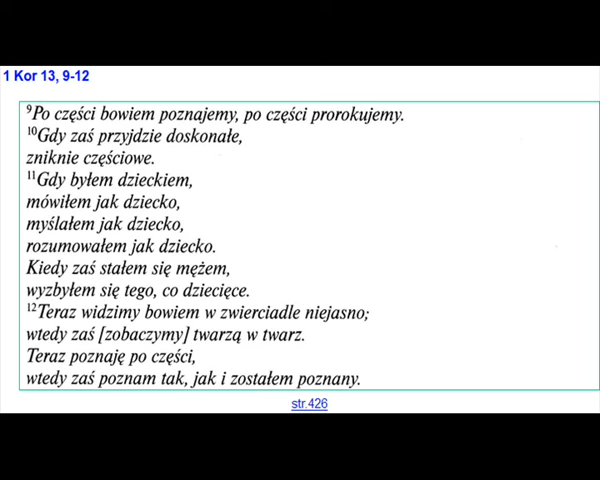 1 Kor 13, 9-12
⁹Po części bowiem poznajemy, po części prorokujemy.
¹⁰Gdy zaś przyjdzie doskonałe,
zniknie częściowe.
¹¹Gdy byłem dzieckiem,
mówiłem jak dziecko,
myślałem jak dziecko,
rozumowałem jak dziecko.
Kiedy zaś stałem się mężem,
wyzbyłem się tego, co dziecięce.
¹²Teraz widzimy bowiem w zwierciadle niejasno;
wtedy zaś [zobaczymy] twarzą w twarz.
Teraz poznaję po części,
wtedy zaś poznam tak, jak i zostałem poznany.
str.426